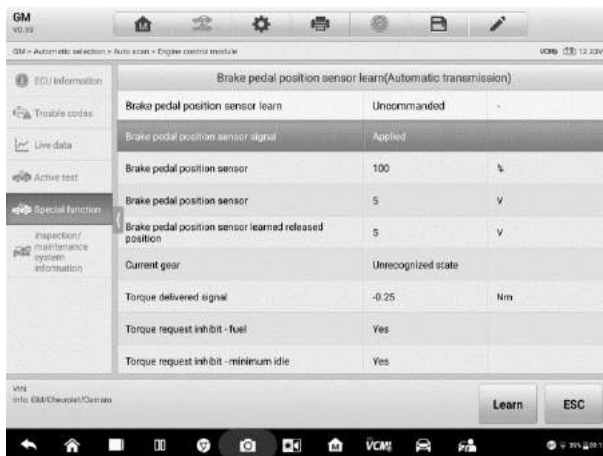 GM
V0.99
GM > Automatic selection > Auto scan > Engine control module
VCMI 12.23V
ECU information
Trouble codes
Live data
Active test
Special function
Inspection/
maintenance
system
information
Brake pedal position sensor learn(Automatic transmission)
Brake pedal position sensor learn Uncommanded -
Brake pedal position sensor signal Applied
Brake pedal position sensor 100 %
Brake pedal position sensor 5 V
Brake pedal position sensor learned released
position 5 V
Current gear Unrecognized state
Torque delivered signal -0.25 Nm
Torque request inhibit - fuel Yes
Torque request inhibit - minimum idle Yes
VIN
Info: GM/Chevrolet/Camaro
Learn
ESC
VCMI
39%